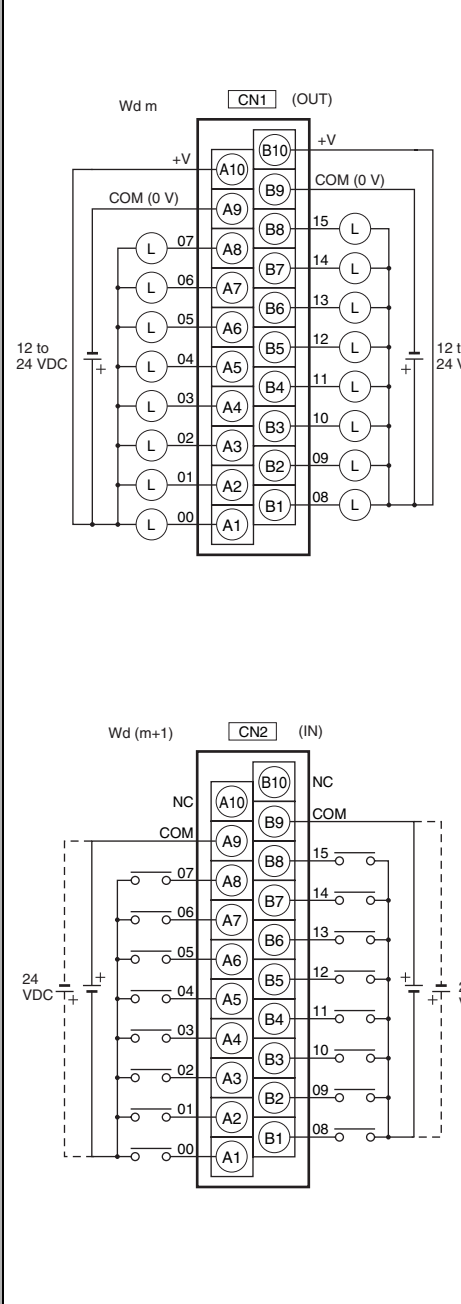 Wd m CN1 (OUT)
+V B10
+V A10
COM (0 V) B9
COM (0 V) A9
B8 15 L
L 07 A8
B7 14 L
L 06 A7
B6 13 L
L 05 A6
B5 12 L
12 to
24 VDC
+
12
24
+
L 04 A5
B4 11 L
L 03 A4
B3 10 L
L 02 A3
B2 09 L
L 01 A2
B1 08 L
L 00 A1
Wd (m+1) CN2 (IN)
B10 NC
NC A10
B9 COM
COM A9
B8 15
07 A8
B7 14
06 A7
B6 13
05 A6
B5 12
24
VDC
+ +
+ +
04 A5
B4 11
03 A4
B3 10
02 A3
B2 09
01 A2
B1 08
00 A1